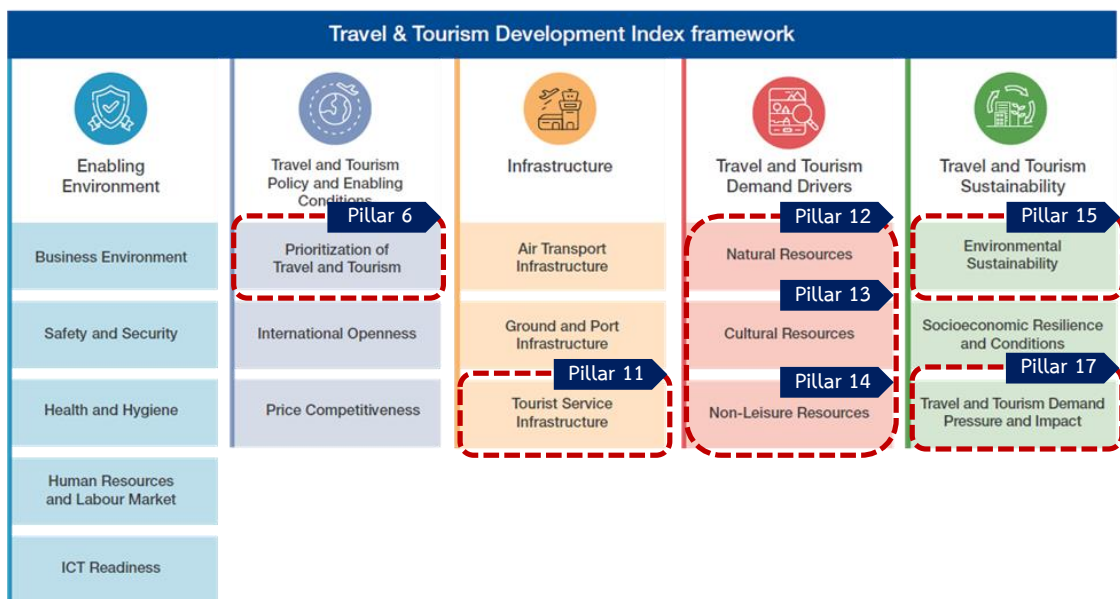 Travel & Tourism Development Index framework
Enabling
Environment
Business Environment
Safety and Security
Health and Hygiene
Human Resources
and Labour Market
ICT Readiness
Travel and Tourism
Policy and Enabling
Conditions
Pillar 6
Prioritization of
Travel and Tourism
International Openness
Price Competitiveness
Infrastructure
Air Transport
Infrastructure
Ground and Port
Infrastructure
Pillar 11
Tourist Service
Infrastructure
Travel and Tourism
Demand Drivers
Pillar 12
Natural Resources
Pillar 13
Cultural Resources
Pillar 14
Non-Leisure Resources
Travel and Tourism
Sustainability
Pillar 15
Environmental
Sustainability
Socioeconomic Resilience
and Conditions
Pillar 17
Travel and Tourism Demand
Pressure and Impact